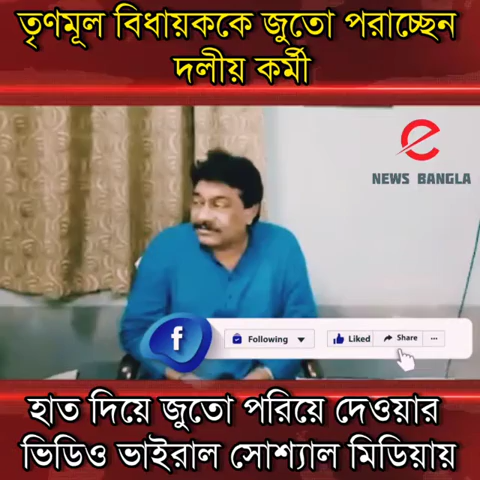 তৃণমূল বিধায়ককে জুতো পরাচ্ছেন
দলীয় কর্মী
e
NEWS BANGLA
f
Following
Liked
Share
হাত দিয়ে জুতো পরিয়ে দেওয়ার
ভিডিও ভাইরাল সোশ্যাল মিডিয়ায়